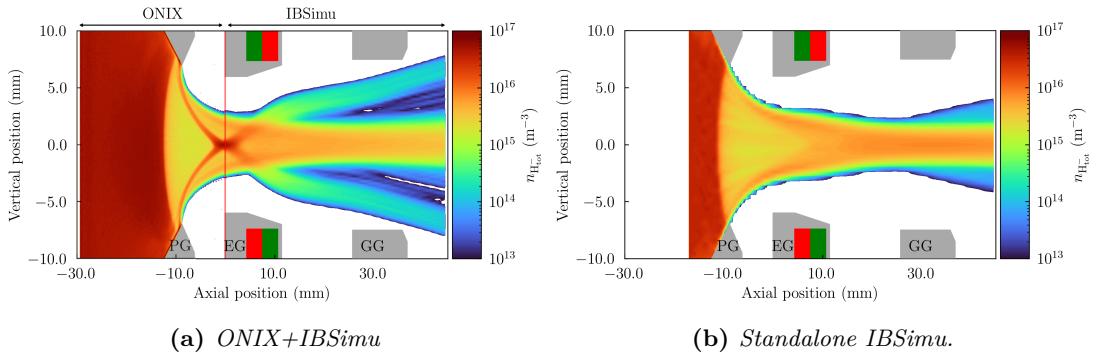 ONIX IBSimu
10.0
5.0
0.0
−5.0
−10.0
Vertical position (mm)
PG EG GG
−30.0 −10.0 10.0 30.0
Axial position (mm)
10^17
10^16
10^15
10^14
10^13
n_{H^-_{tot}} (m^{−3})
(a) ONIX+IBSimu
10.0
5.0
0.0
−5.0
−10.0
Vertical position (mm)
PG EG GG
−30.0 −10.0 10.0 30.0
Axial position (mm)
10^17
10^16
10^15
10^14
10^13
n_{H^-_{tot}} (m^{−3})
(b) Standalone IBSimu.